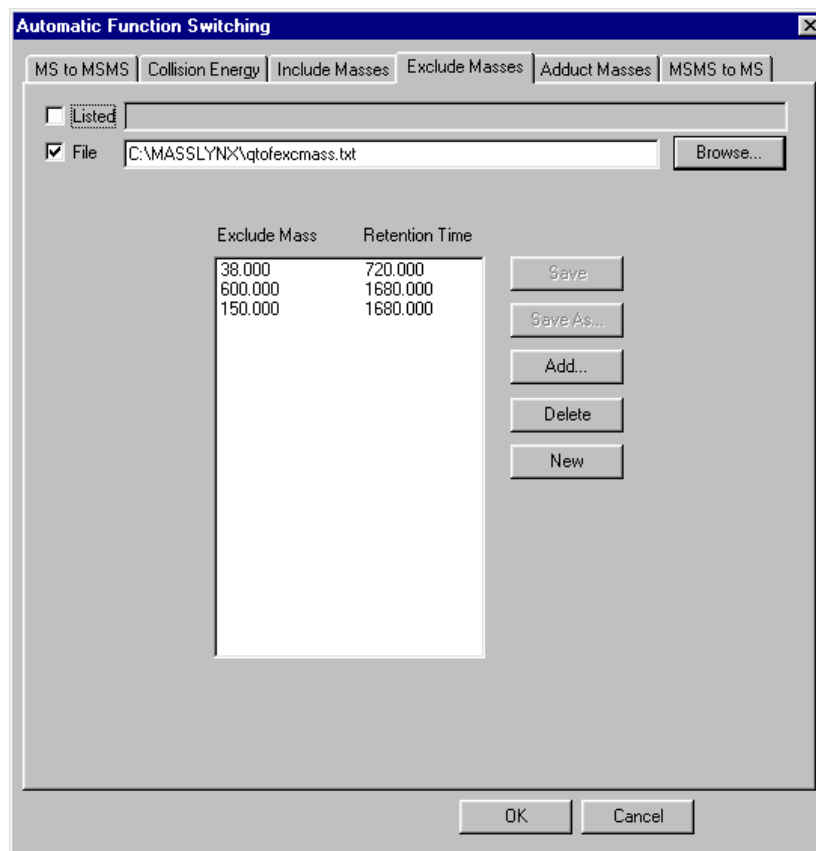 Automatic Function Switching
MS to MSMS Collision Energy Include Masses Exclude Masses Adduct Masses MSMS to MS
Listed
File C:\MASSLYNX\qtofexcmass.txt Browse...
Exclude Mass Retention Time
38.000 720.000
600.000 1680.000
150.000 1680.000
Save
Save As...
Add...
Delete
New
OK Cancel